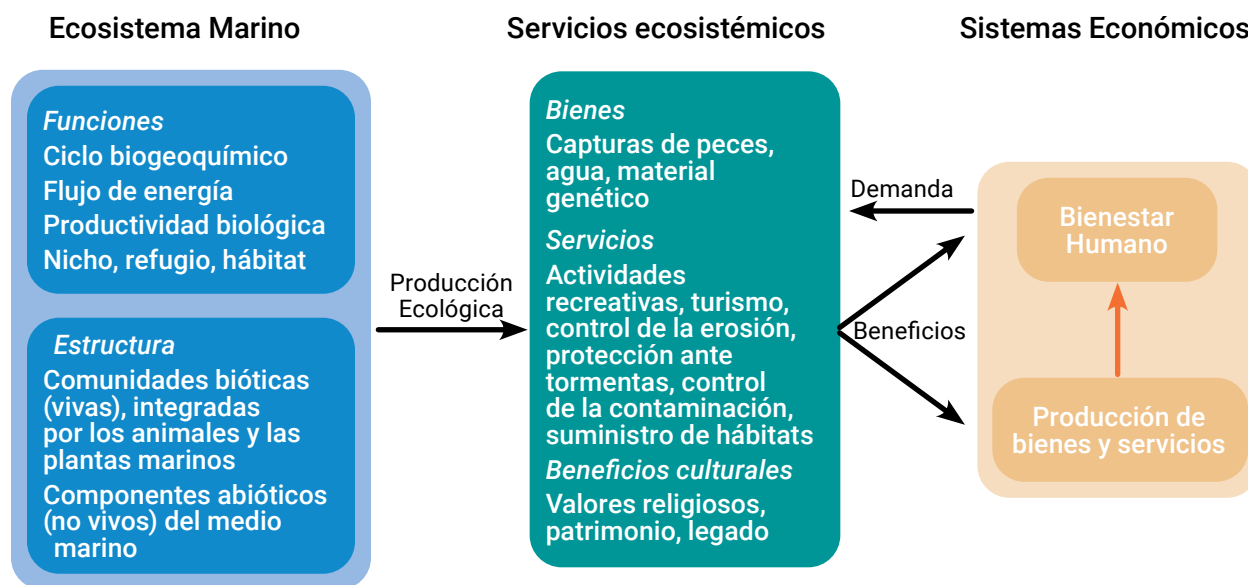 Ecosistema Marino
Servicios ecosistémicos
Sistemas Económicos
Funciones
Ciclo biogeoquímico
Flujo de energía
Productividad biológica
Nicho, refugio, hábitat
Estructura
Comunidades bióticas
(vivas), integradas
por los animales y las
plantas marinos
Componentes abióticos
(no vivos) del medio
marino
Producción
Ecológica
Bienes
Capturas de peces,
agua, material
genético
Servicios
Actividades
recreativas, turismo,
control de la erosión,
protección ante
tormentas, control
de la contaminación,
suministro de hábitats
Beneficios culturales
Valores religiosos,
patrimonio, legado
Demanda
Beneficios
Bienestar
Humano
Producción de
bienes y servicios